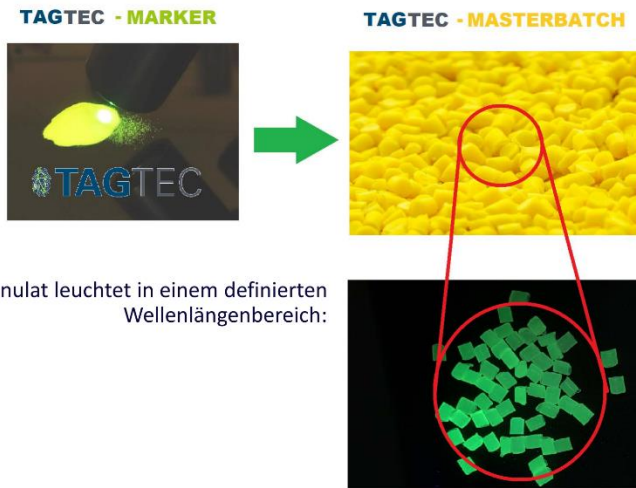 TAGTEC - MARKER
TAGTEC - MASTERBATCH
TAGTEC
nulat leuchtet in einem definierten
Wellenlängenbereich: